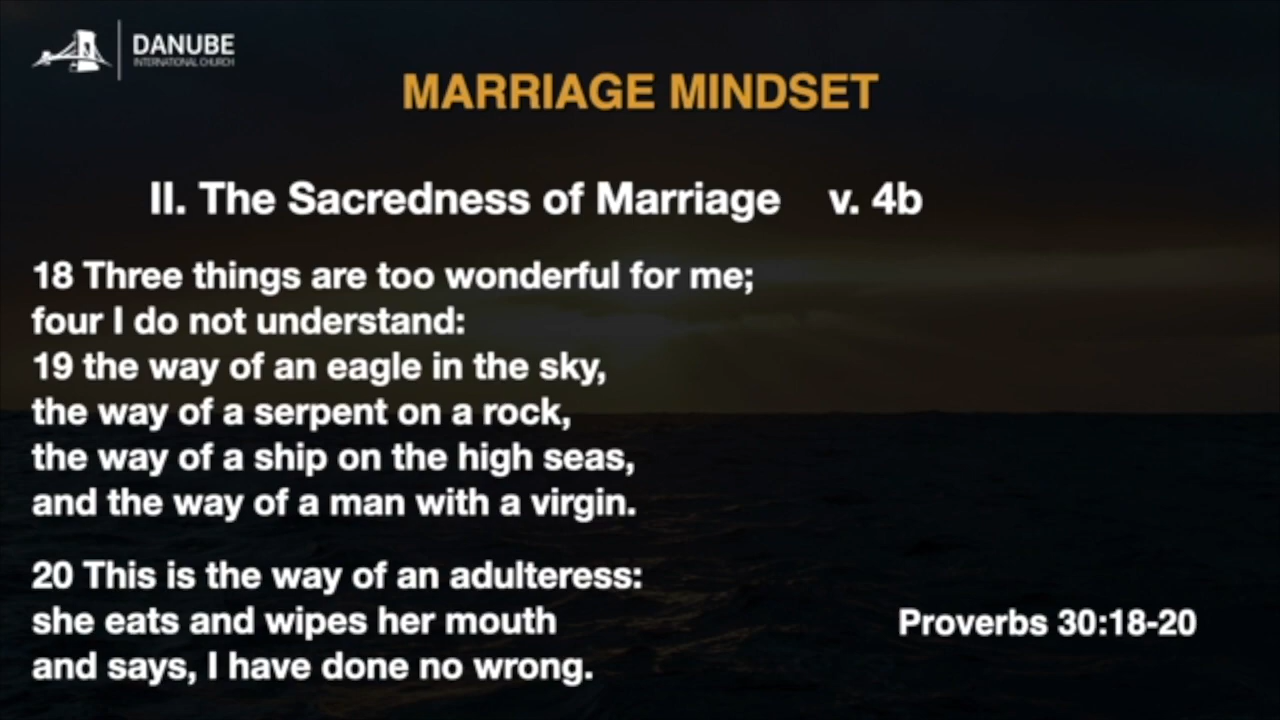 DANUBE
INTERNATIONAL CHURCH
MARRIAGE MINDSET
II. The Sacredness of Marriage v. 4b
18 Three things are too wonderful for me;
four I do not understand:
19 the way of an eagle in the sky,
the way of a serpent on a rock,
the way of a ship on the high seas,
and the way of a man with a virgin.
20 This is the way of an adulteress:
she eats and wipes her mouth
and says, I have done no wrong.
Proverbs 30:18-20